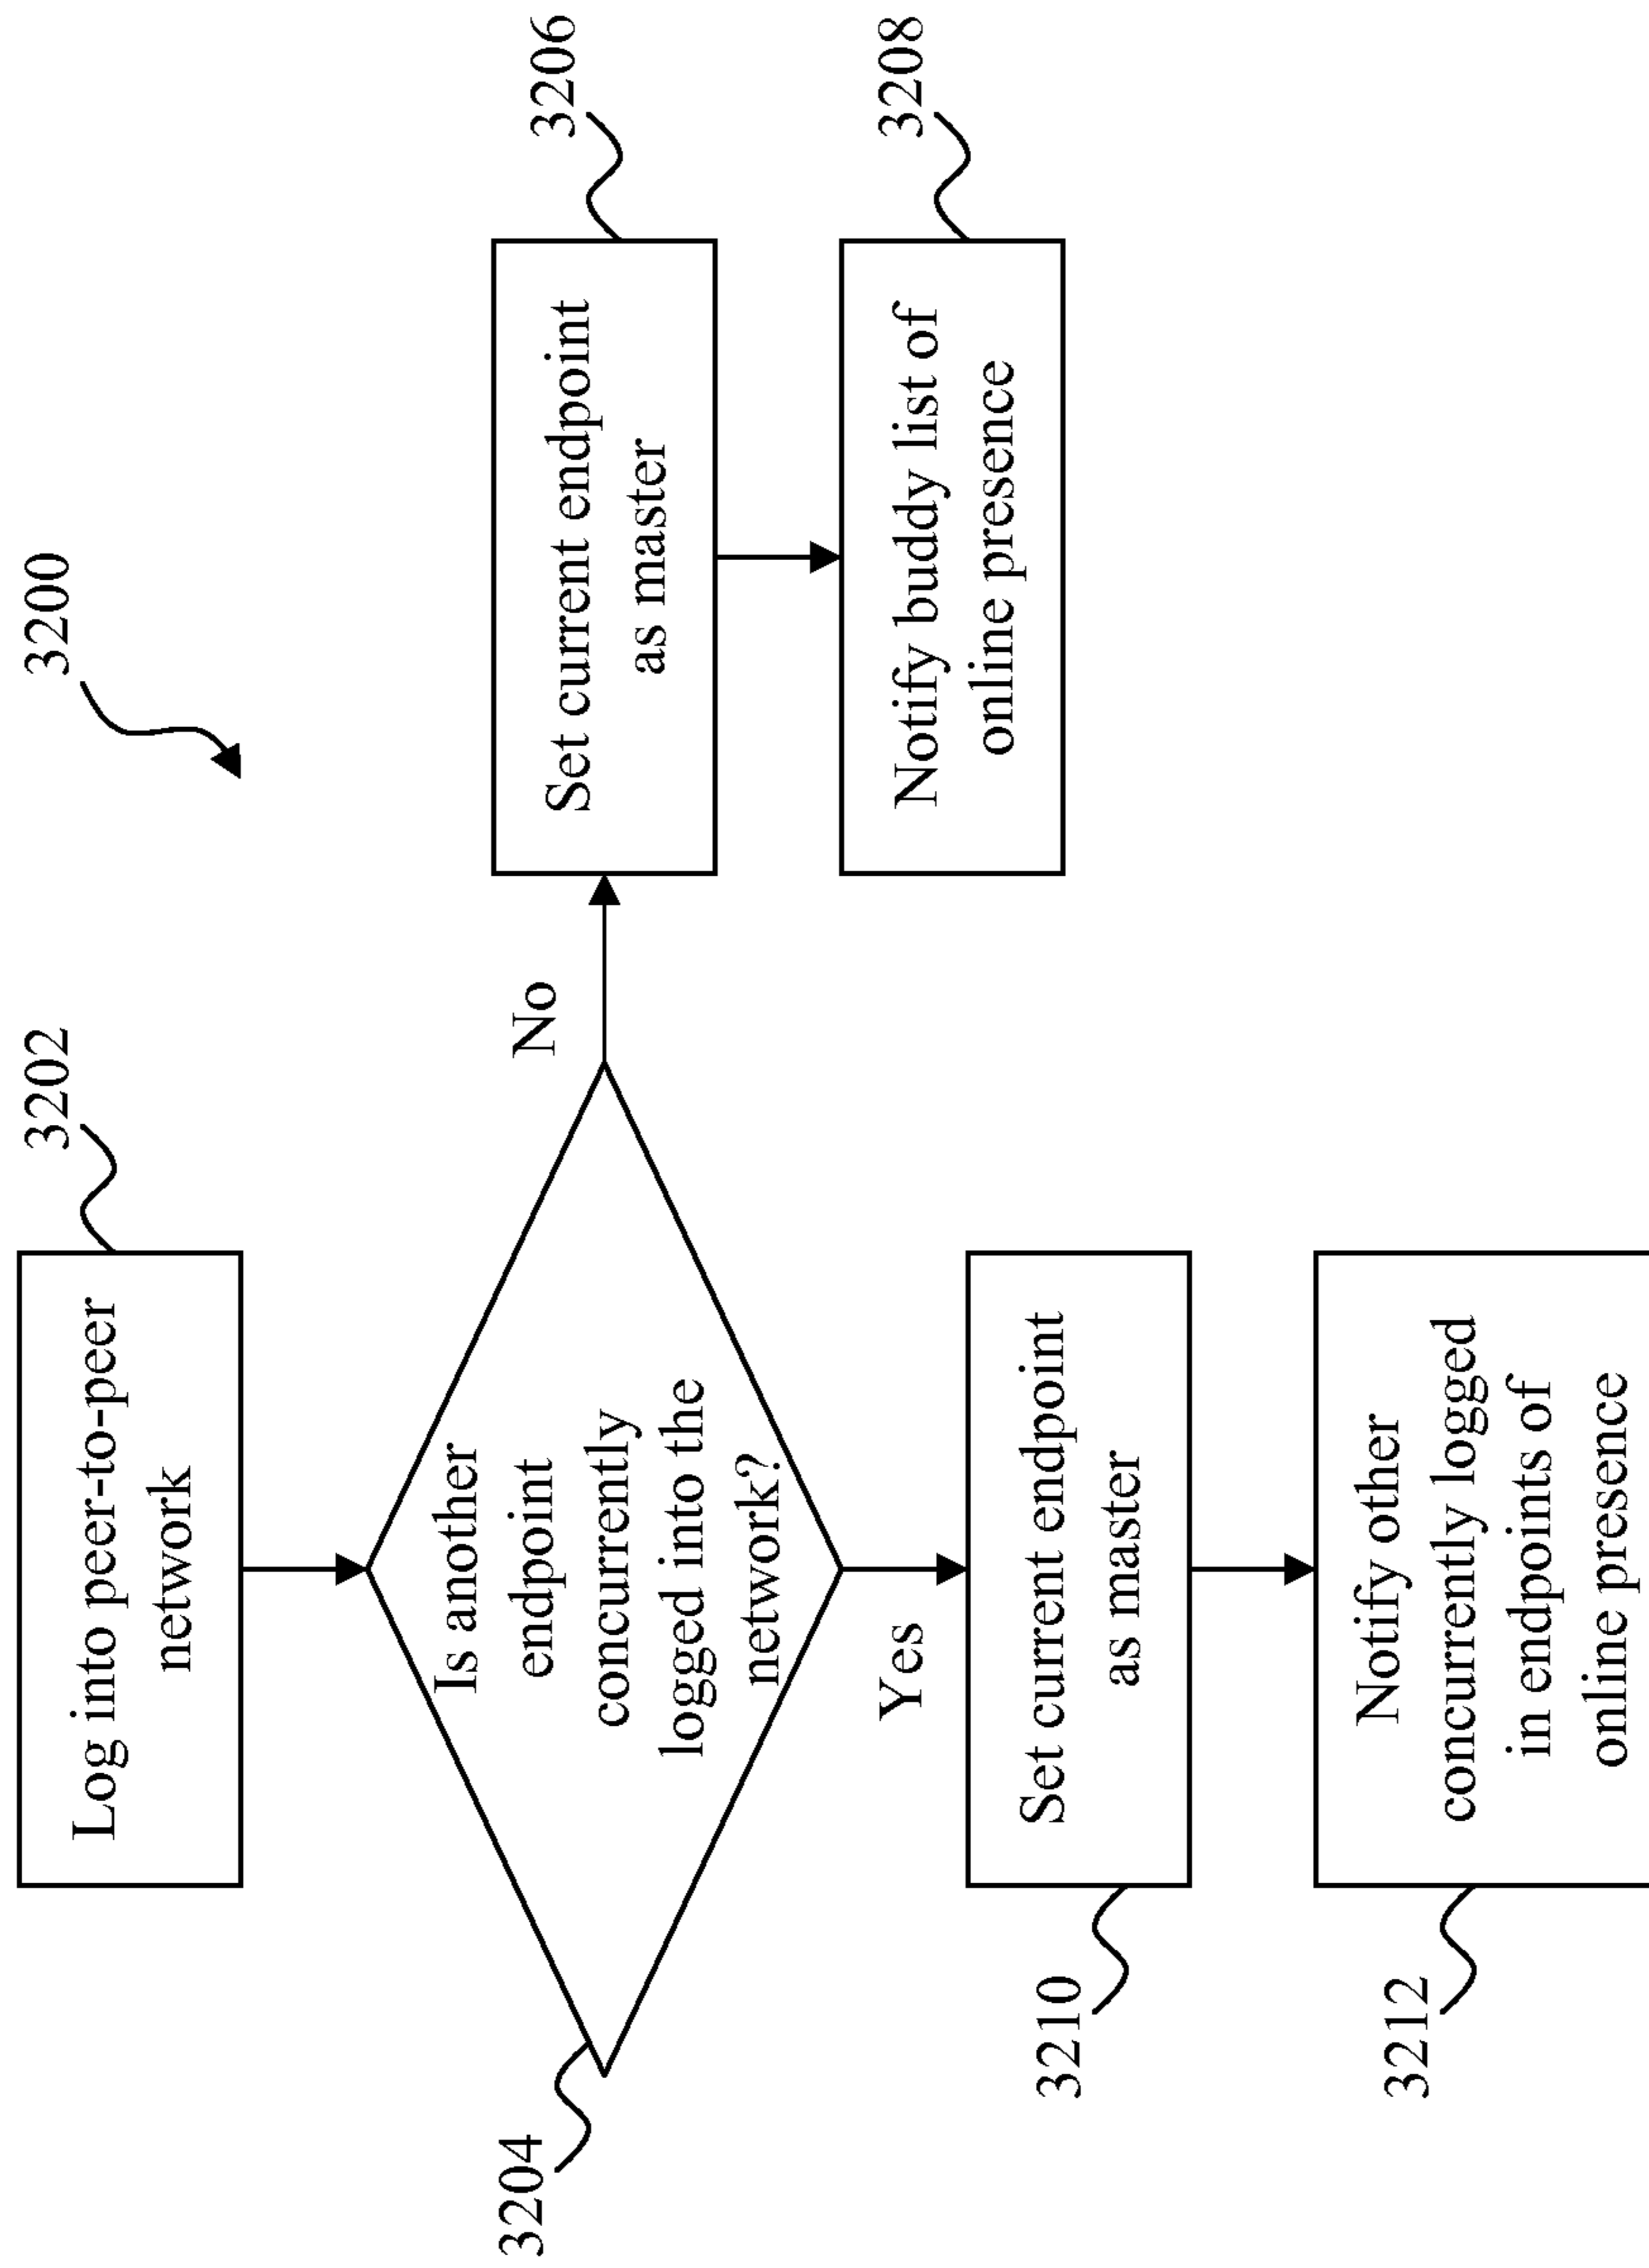 3200
3202
Log into peer-to-peer
network
3204
Is another
endpoint
concurrently
logged into the
network?
No
3206
Set current endpoint
as master
3208
Notify buddy list of
online presence
Yes
3210
Set current endpoint
as master
3212
Notify other
concurrently logged
in endpoints of
online presence